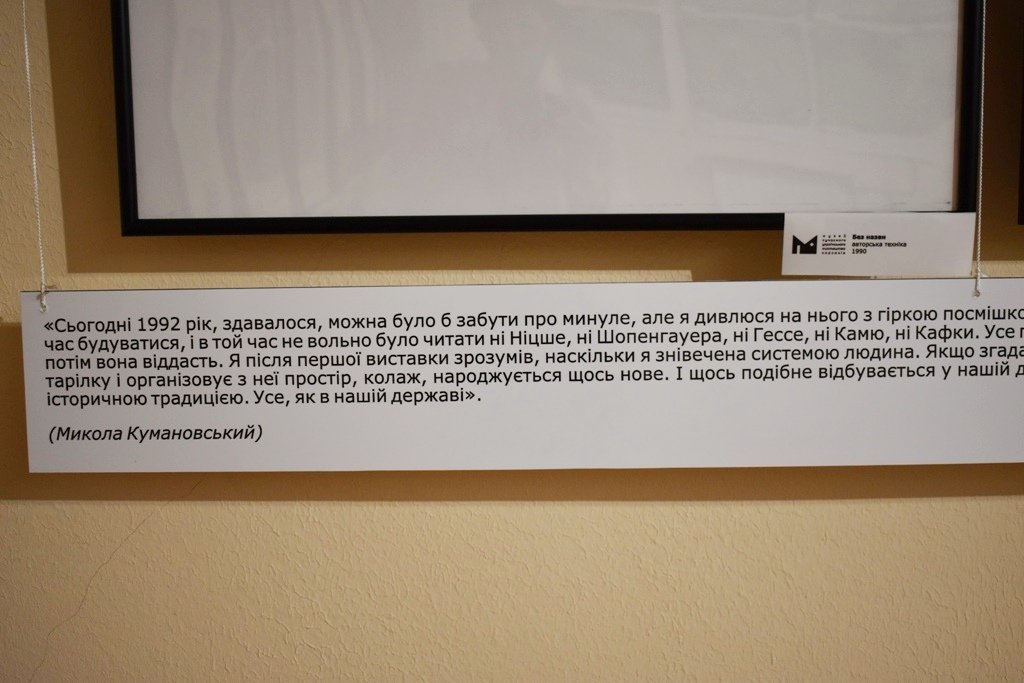 Без назви
авторська техніка
1990
«Сьогодні 1992 рік, здавалося, можна було б забути про минуле, але я дивлюся на нього з гіркою посмішко
час будуватися, і в той час не вольно було читати ні Ніцше, ні Шопенгауера, ні Гессе, ні Камю, ні Кафки. Усе
потім вона віддасть. Я після першої виставки зрозумів, наскільки я знівечена системою людина. Якщо згада
тарілку і організовує з неї простір, колаж, народжується щось нове. І щось подібне відбувається у нашій
історичною традицією. Усе, як в нашій державі».
(Микола Кумановський)